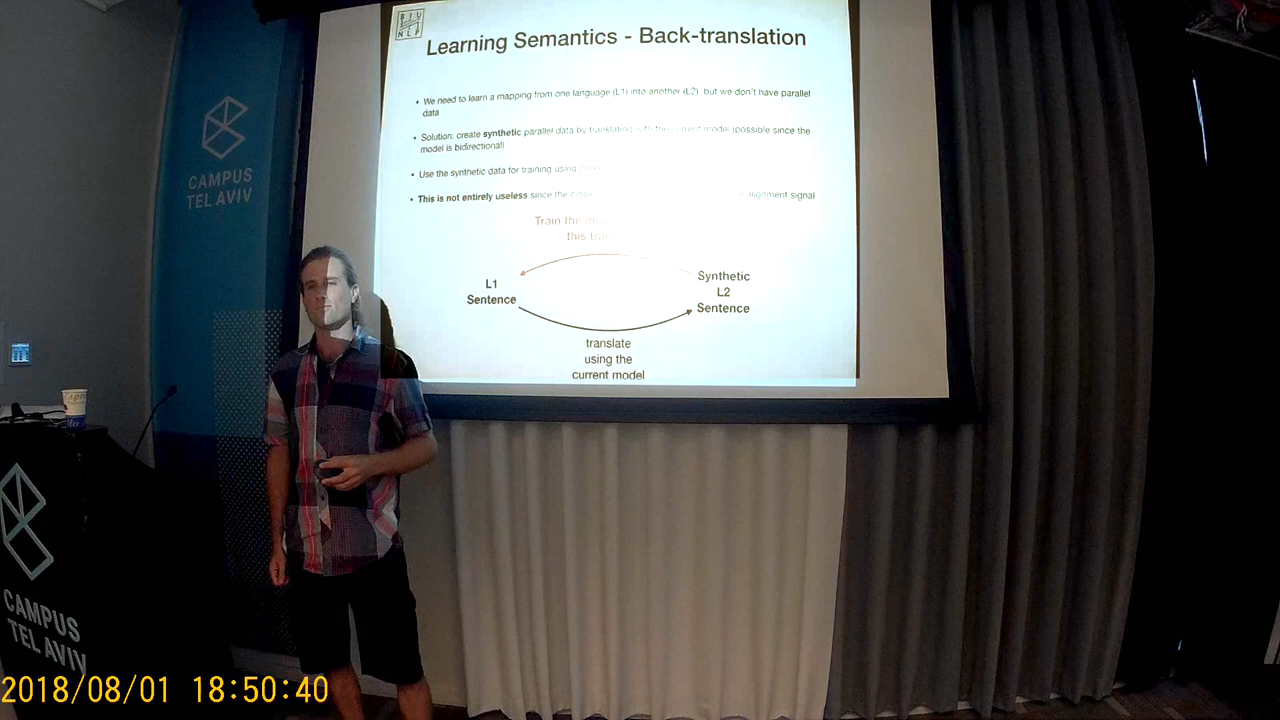 BIU
NLP
Learning Semantics - Back-translation
• We need to learn a mapping from one language (L1) into another (L2), but we don't have parallel
data
• Solution: create synthetic parallel data by translating with the current model (possible since the
model is bidirectional)
• Use the synthetic data for training using
• This is not entirely useless since the alignment signal
Train the
this
L1
Sentence
Synthetic
L2
Sentence
translate
using the
current model
CAMPUS
TEL AVIV
CAMPUS
TEL AVIV
2018/08/01 18:50:40